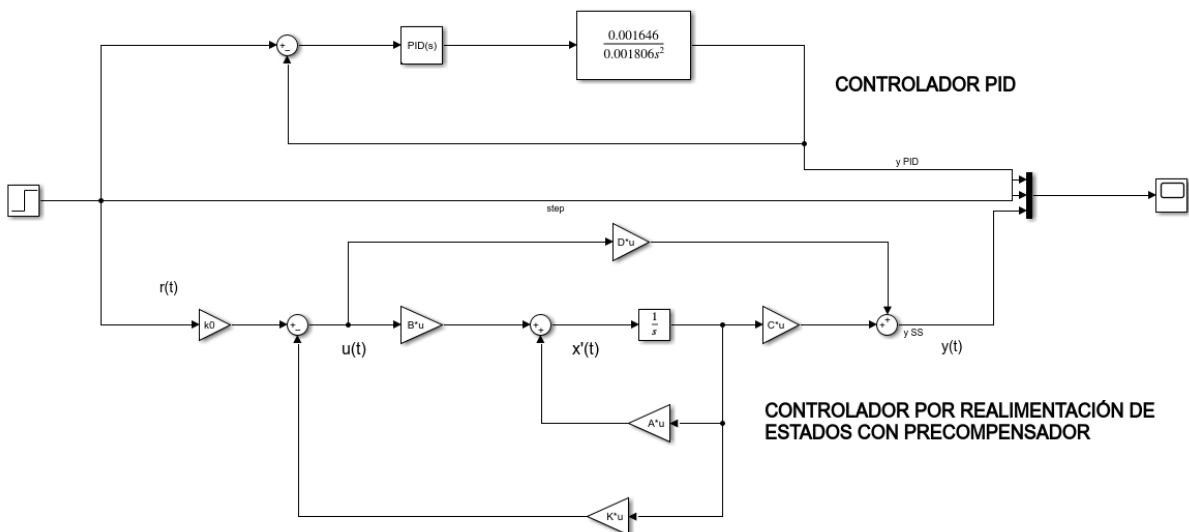 +
−
PID(s)
0.001646
0.001806s²
CONTROLADOR PID
y PID
step
D*u
r(t)
k0
+
−
u(t)
B*u
+
+
x'(t)
1
s
C*u
+
+
y SS
y(t)
A*u
CONTROLADOR POR REALIMENTACIÓN DE
ESTADOS CON PRECOMPENSADOR
K*u